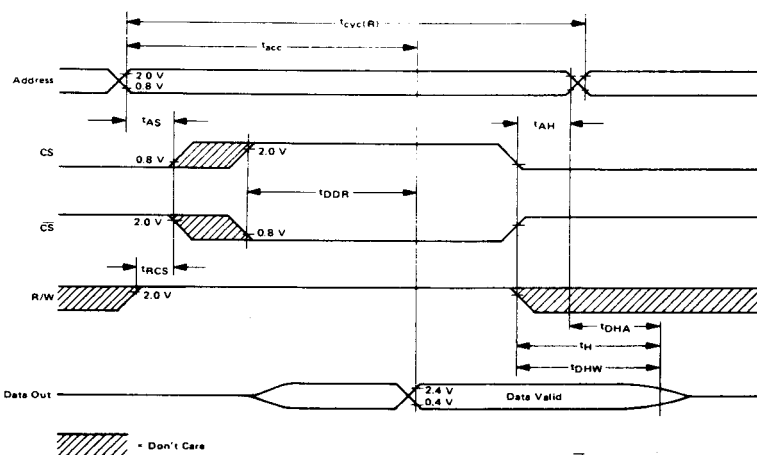 tcyc(R)
tacc
Address
2.0 V
0.8 V
tAS
tAH
CS
0.8 V
2.0 V
tDDR
CS
2.0 V
0.8 V
tRCS
R/W
2.0 V
tDHA
tH
tDHW
Data Out
2.4 V
0.4 V
Data Valid
= Don't Care